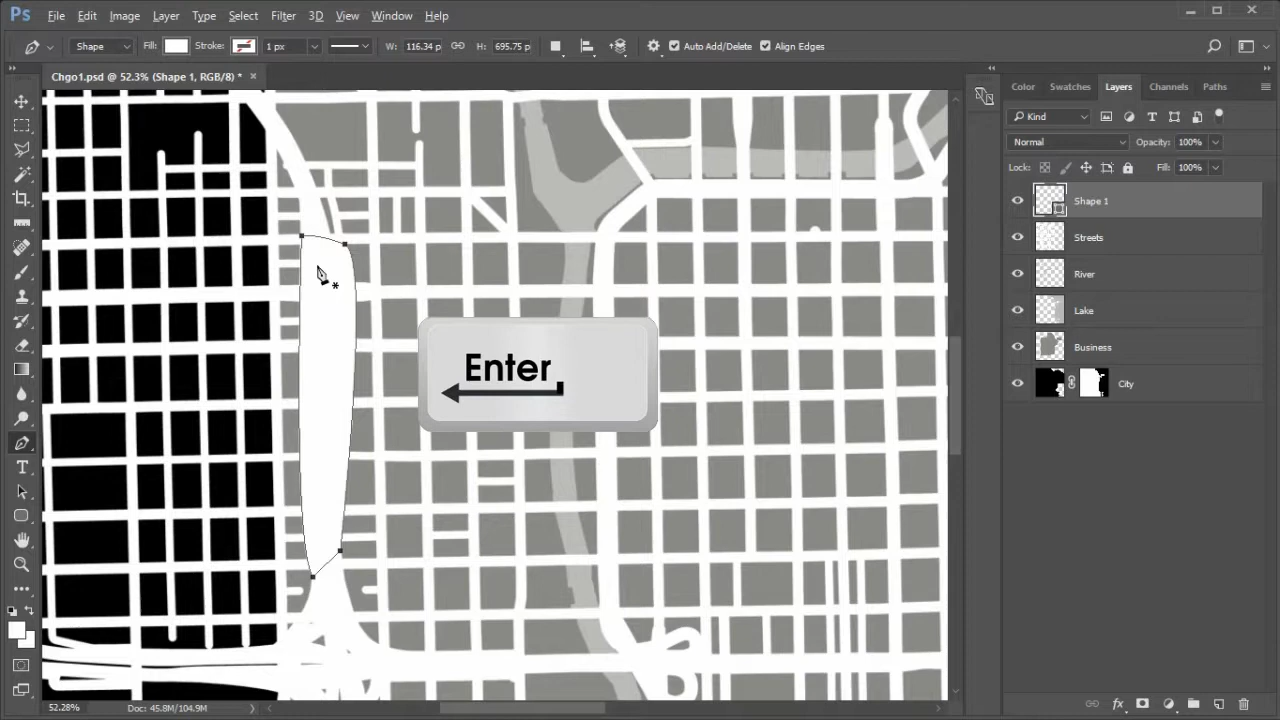 Ps File Edit Image Layer Type Select Filter 3D View Window Help
Shape Fill: Stroke: 1 px W: 116.34 p H: 695.75 p Auto Add/Delete Align Edges
Chgo1.psd @ 52.3% (Shape 1, RGB/8) * ×
Color Swatches Layers Channels Paths
Kind
Normal Opacity: 100%
Lock: Fill: 100%
Shape 1
Streets
River
Lake
Business
City
Enter
52.28% Doc: 45.8M/104.9M
fx